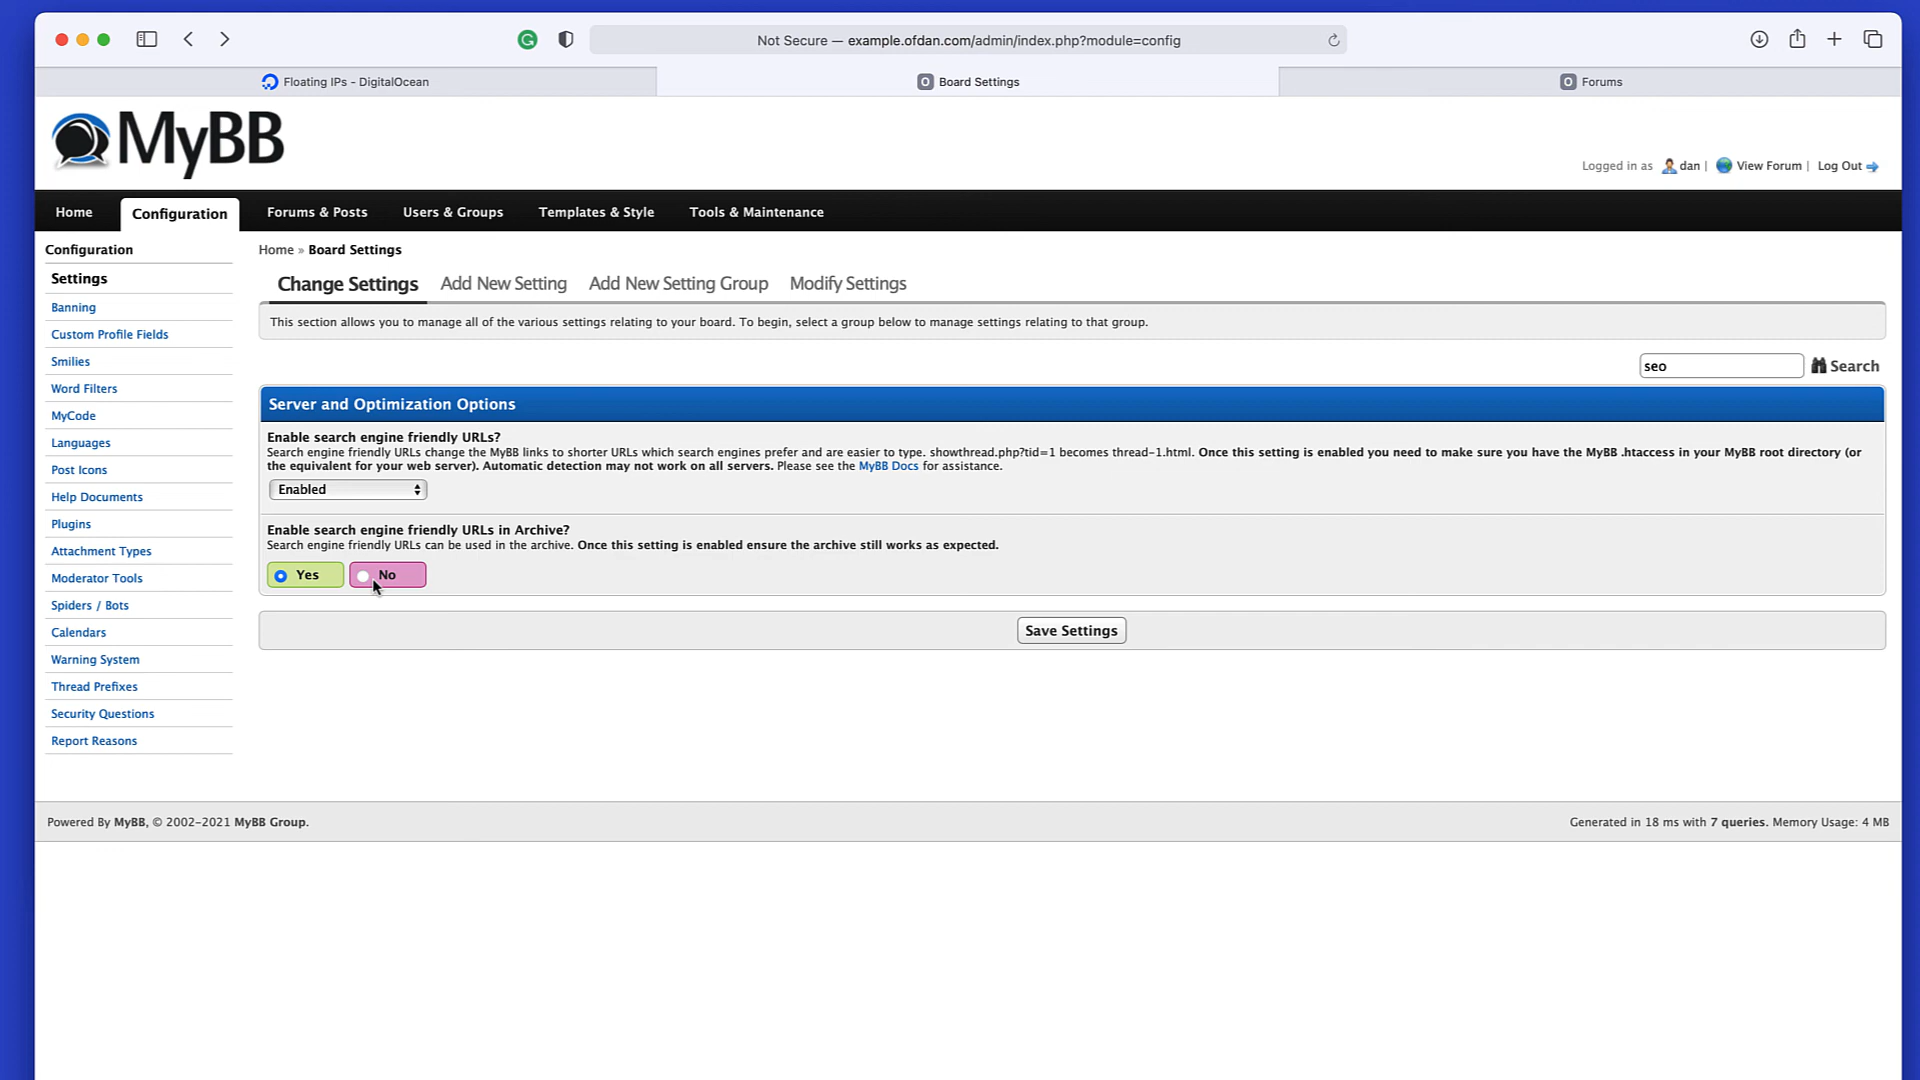 Not Secure — example.ofdan.com/admin/index.php?module=config
Floating IPs - DigitalOcean
Board Settings
Forums
MyBB
Logged in as dan | View Forum | Log Out
Home
Configuration
Forums & Posts
Users & Groups
Templates & Style
Tools & Maintenance
Configuration
Settings
Banning
Custom Profile Fields
Smilies
Word Filters
MyCode
Languages
Post Icons
Help Documents
Plugins
Attachment Types
Moderator Tools
Spiders / Bots
Calendars
Warning System
Thread Prefixes
Security Questions
Report Reasons
Home » Board Settings
Change Settings
Add New Setting
Add New Setting Group
Modify Settings
This section allows you to manage all of the various settings relating to your board. To begin, select a group below to manage settings relating to that group.
seo
Search
Server and Optimization Options
Enable search engine friendly URLs?
Search engine friendly URLs change the MyBB links to shorter URLs which search engines prefer and are easier to type. showthread.php?tid=1 becomes thread-1.html. Once this setting is enabled you need to make sure you have the MyBB .htaccess in your MyBB root directory (or
the equivalent for your web server). Automatic detection may not work on all servers. Please see the MyBB Docs for assistance.
Enabled
Enable search engine friendly URLs in Archive?
Search engine friendly URLs can be used in the archive. Once this setting is enabled ensure the archive still works as expected.
Yes
No
Save Settings
Powered By MyBB, © 2002-2021 MyBB Group.
Generated in 18 ms with 7 queries. Memory Usage: 4 MB